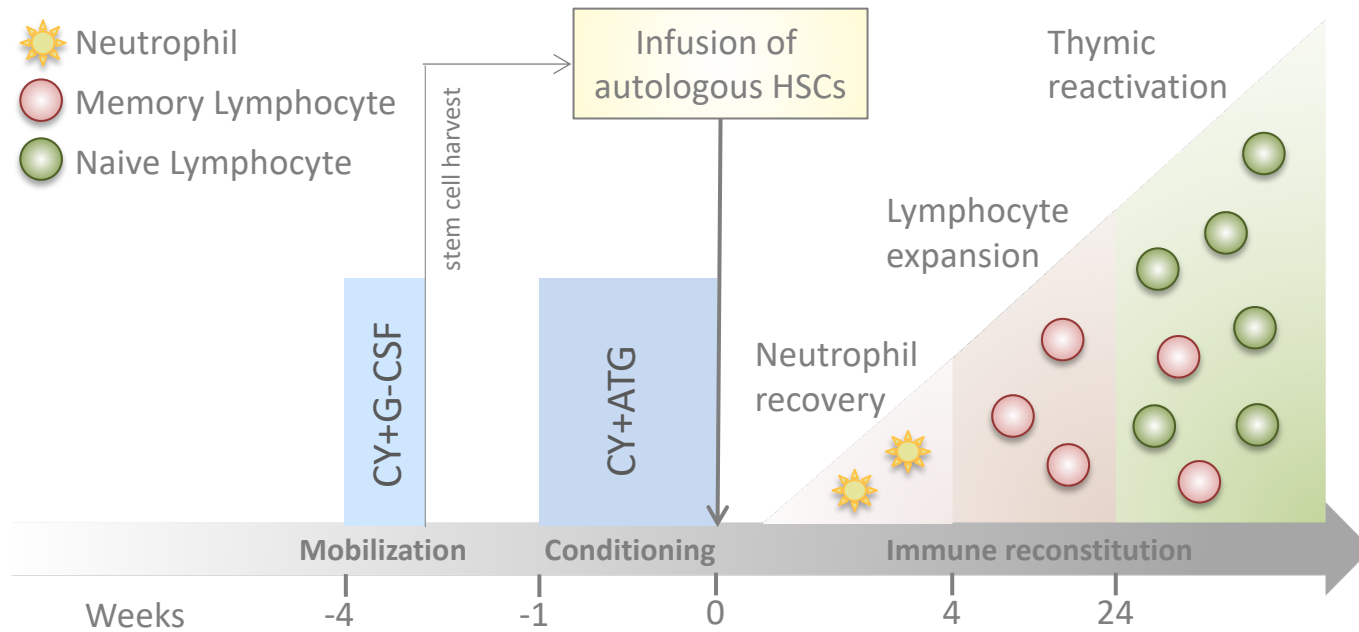 Neutrophil
Memory Lymphocyte
Naive Lymphocyte
stem cell harvest
Infusion of
autologous HSCs
Thymic
reactivation
Lymphocyte
expansion
Neutrophil
recovery
CY+G-CSF
CY+ATG
Mobilization
Conditioning
Immune reconstitution
Weeks
-4
-1
0
4
24